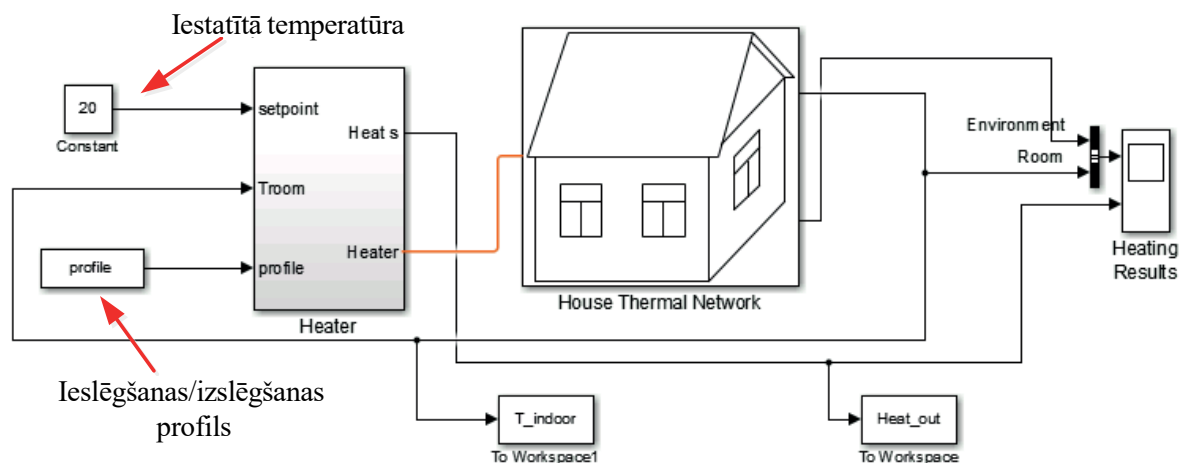 Iestatītā temperatūra
20
Constant
setpoint
Heat s
Troom
Heater
profile
profile
Heater
Ieslēgšanas/izslēgšanas
profils
House Thermal Network
Environment
Room
Heating
Results
T_indoor
To Workspace1
Heat_out
To Workspace